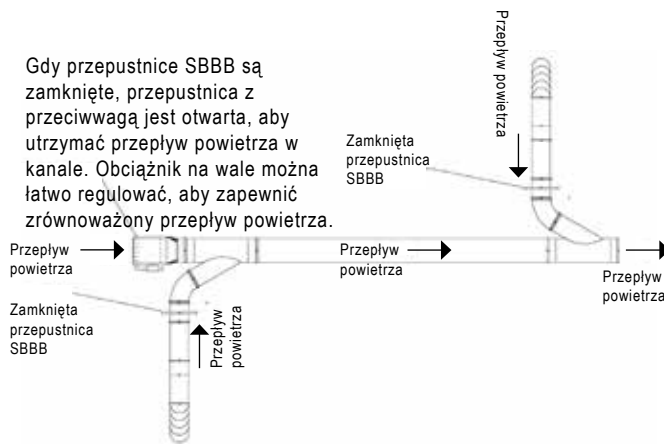 Gdy przepustnice SBBB są
zamknięte, przepustnica z
przeciwwagą jest otwarta, aby
utrzymać przepływ powietrza w
kanale. Obciążnik na wale można
łatwo regulować, aby zapewnić
zrównoważony przepływ powietrza.
Przepływ powietrza
Zamknięta
przepustnica
SBBB
Przepływ
powietrza
Przepływ
powietrza
Przepływ
powietrza
Zamknięta
przepustnica
SBBB
Przepływ
powietrza